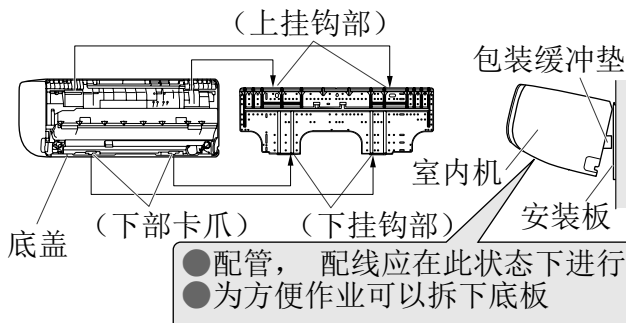 （上挂钩部）
包装缓冲垫
室内机
安装板
（下部卡爪）
（下挂钩部）
底盖
●配管， 配线应在此状态下进行
●为方便作业可以拆下底板